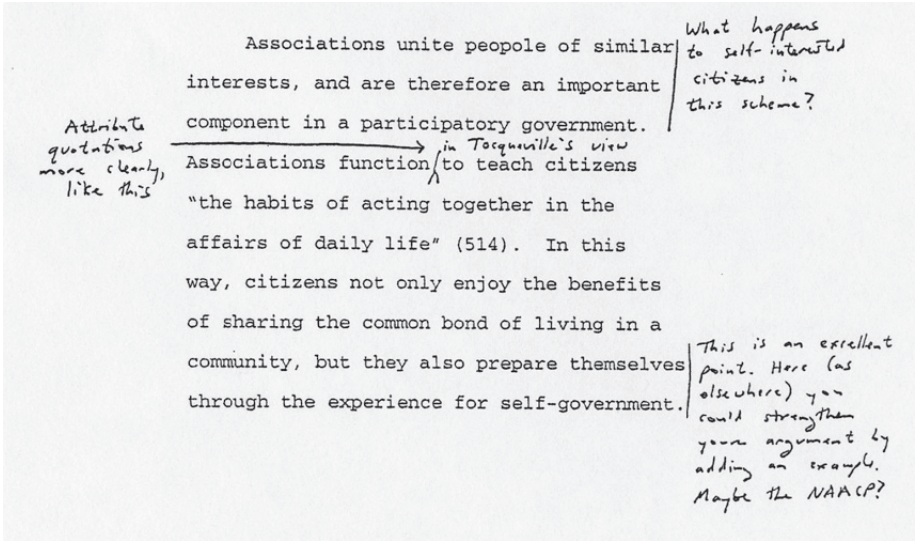 Associations unite peopole of similar
interests, and are therefore an important
component in a participatory government.
Associations function to teach citizens
"the habits of acting together in the
affairs of daily life" (514).  In this
way, citizens not only enjoy the benefits
of sharing the common bond of living in a
community, but they also prepare themselves
through the experience for self-government.
What happens
to self-interested
citizens in
this scheme?
Attribute
quotations
more clearly,
like this
in Tocqueville's view
This is an excellent
point. Here (as
elsewhere) you
could strengthen
your argument by
adding an example.
Maybe the NAACP?